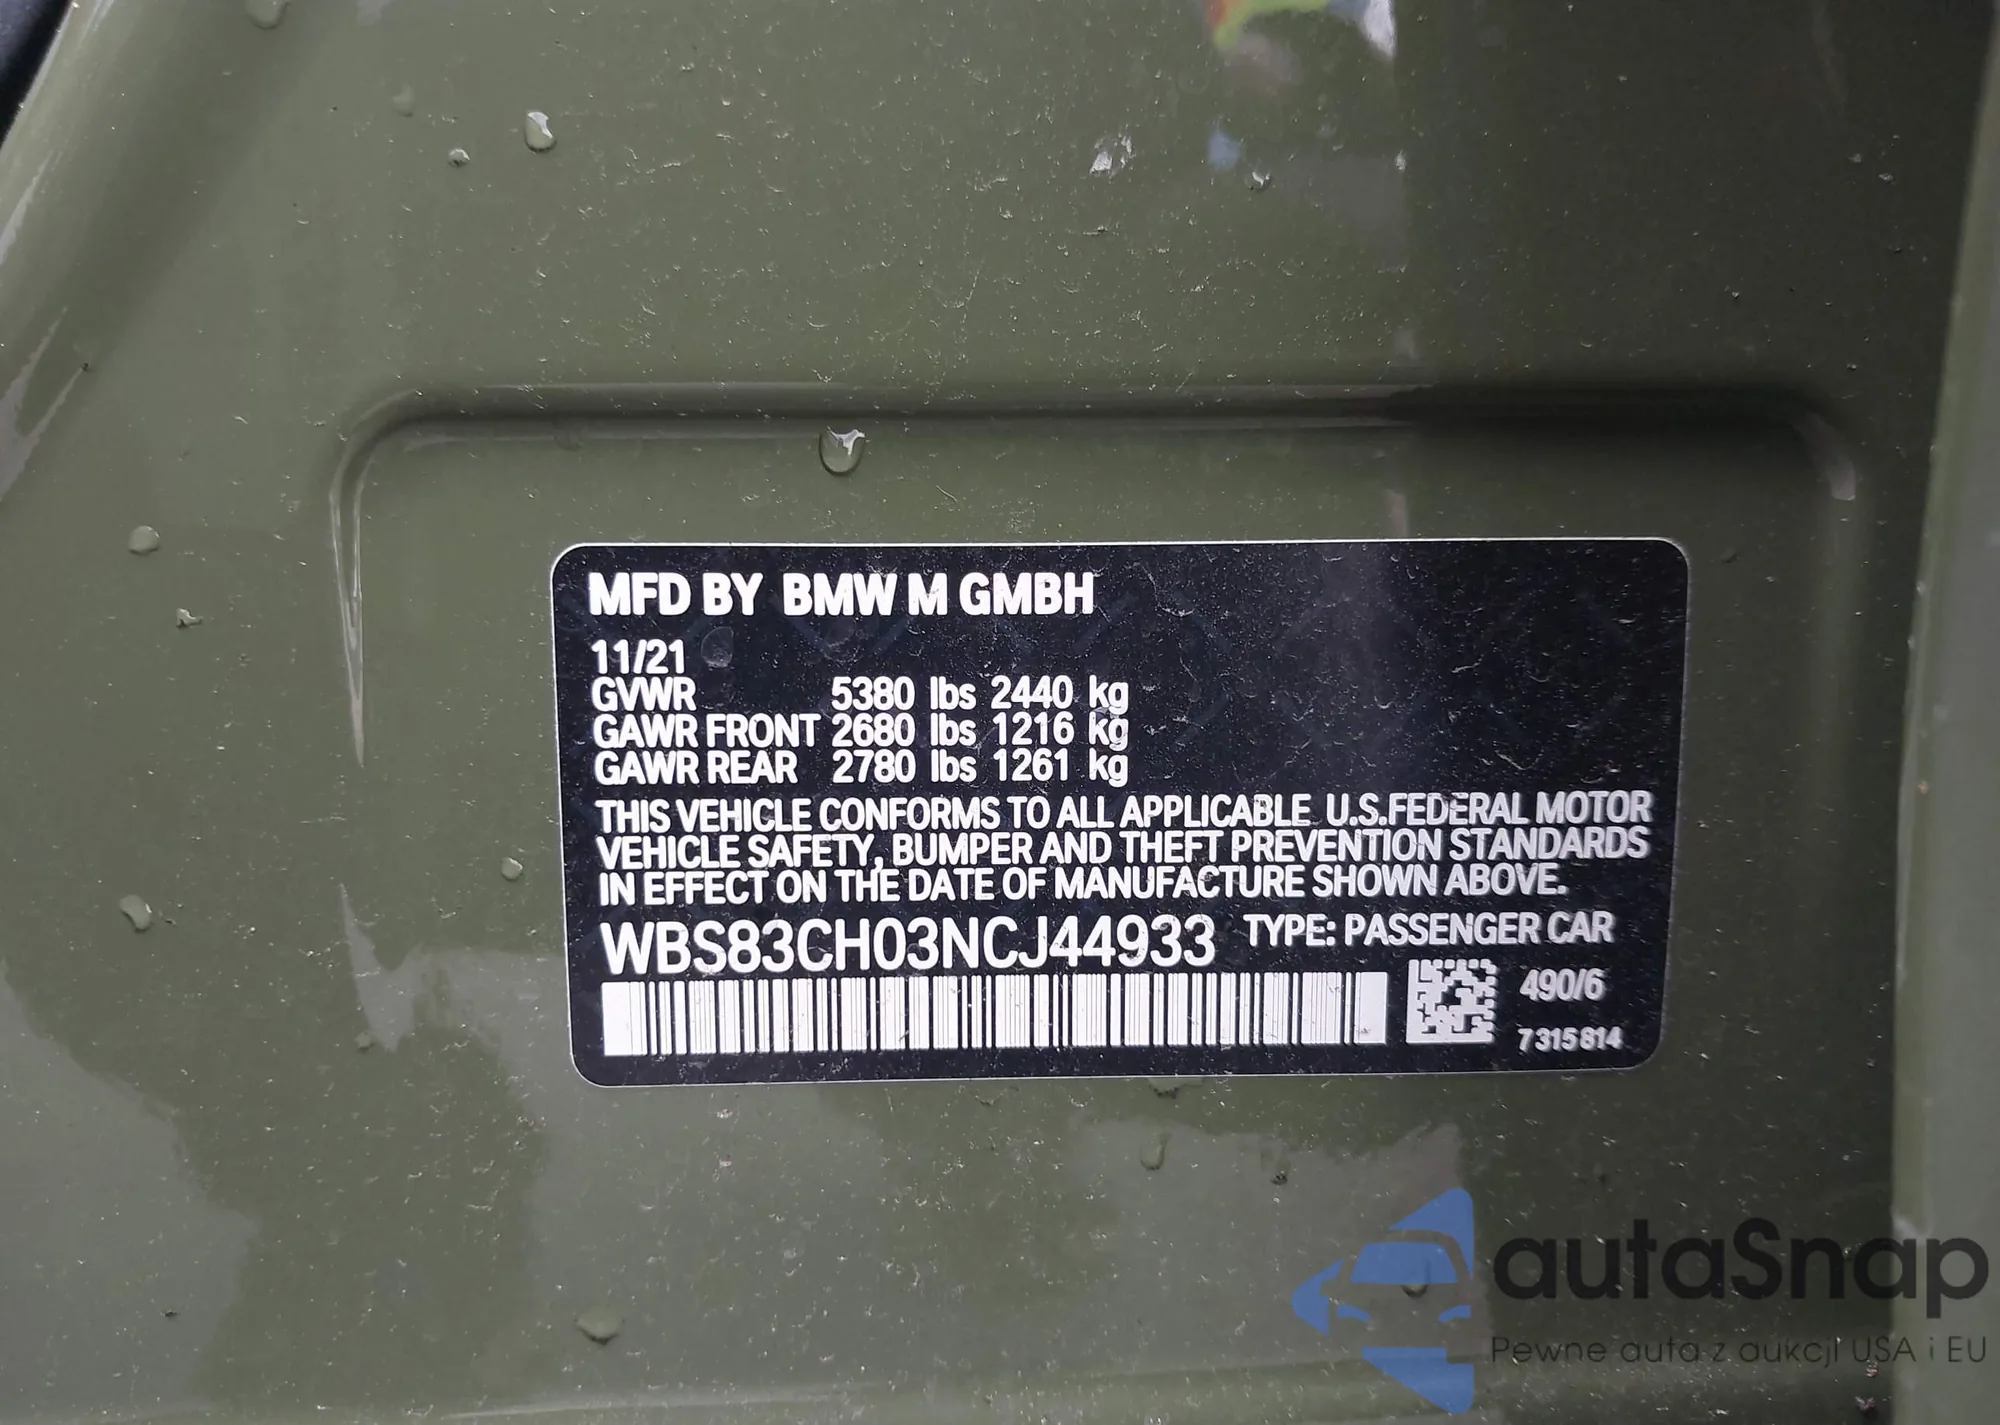 MFD BY BMW M GMBH
11/21
GVWR 5380 lbs 2440 kg
GAWR FRONT 2680 lbs 1216 kg
GAWR REAR 2780 lbs 1261 kg
THIS VEHICLE CONFORMS TO ALL APPLICABLE U.S.FEDERAL MOTOR
VEHICLE SAFETY, BUMPER AND THEFT PREVENTION STANDARDS
IN EFFECT ON THE DATE OF MANUFACTURE SHOWN ABOVE.
WBS83CH03NCJ44933 TYPE: PASSENGER CAR
490/6
7315814
autaSnap
Pewne auta z aukcji USA i EU